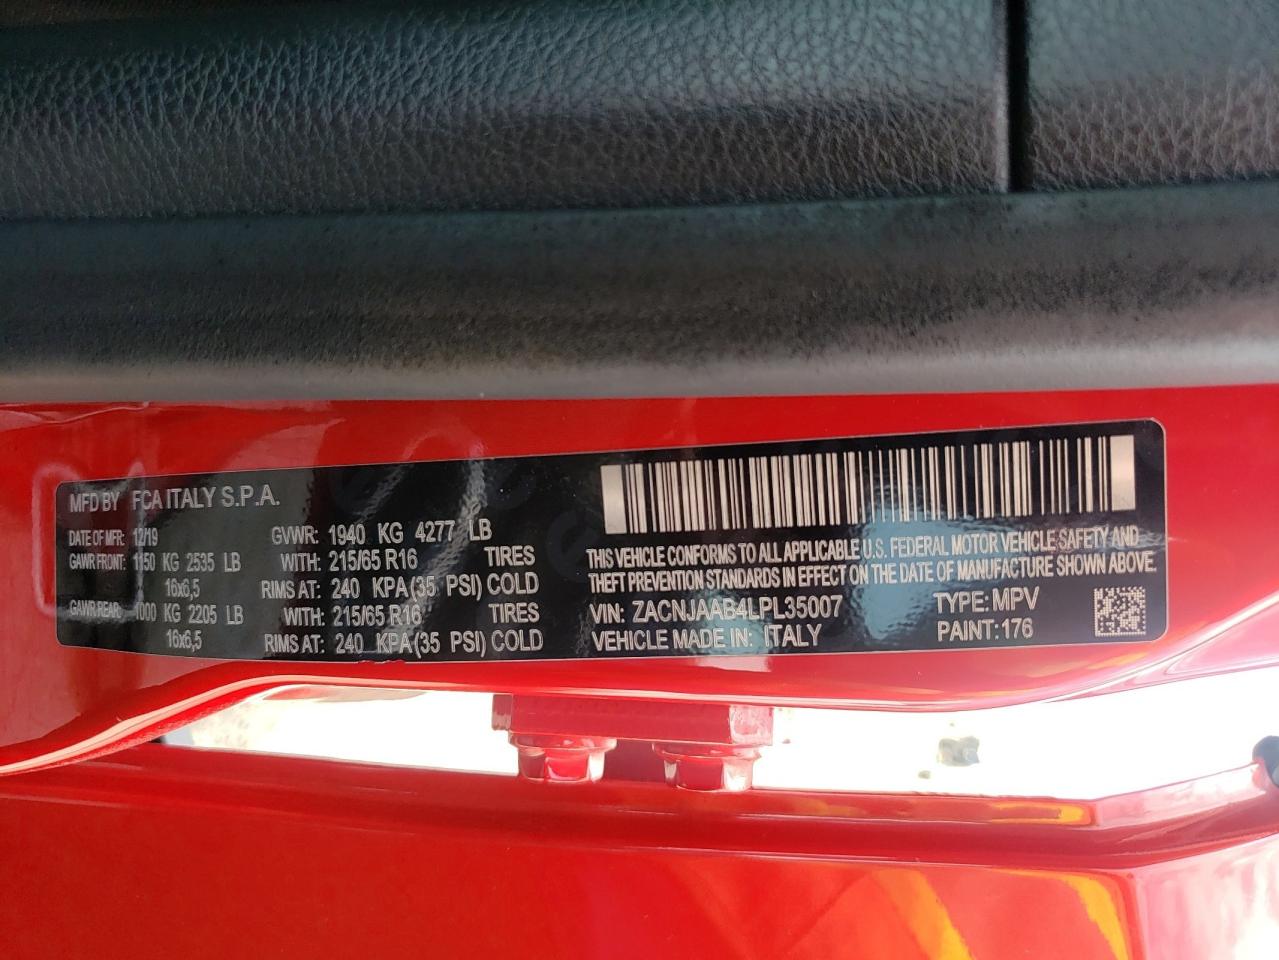 MFD BY FCA ITALY S.P.A.
DATE OF MFR: 12/19 GVWR: 1940 KG 4277 LB
GAWR FRONT: 1150 KG 2535 LB WITH: 215/65 R16 TIRES
16x6,5 RIMS AT: 240 KPA(35 PSI) COLD
GAWR REAR: 1000 KG 2205 LB WITH: 215/65 R16 TIRES
16x6,5 RIMS AT: 240 KPA(35 PSI) COLD
THIS VEHICLE CONFORMS TO ALL APPLICABLE U.S. FEDERAL MOTOR VEHICLE SAFETY AND
THEFT PREVENTION STANDARDS IN EFFECT ON THE DATE OF MANUFACTURE SHOWN ABOVE.
VIN: ZACNJAAB4LPL35007 TYPE: MPV
VEHICLE MADE IN: ITALY PAINT: 176